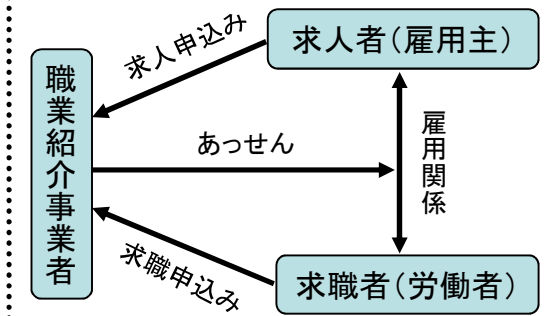 求人者(雇用主)
求人申込み
職業紹介事業者
あっせん
雇用関係
求職申込み
求職者(労働者)